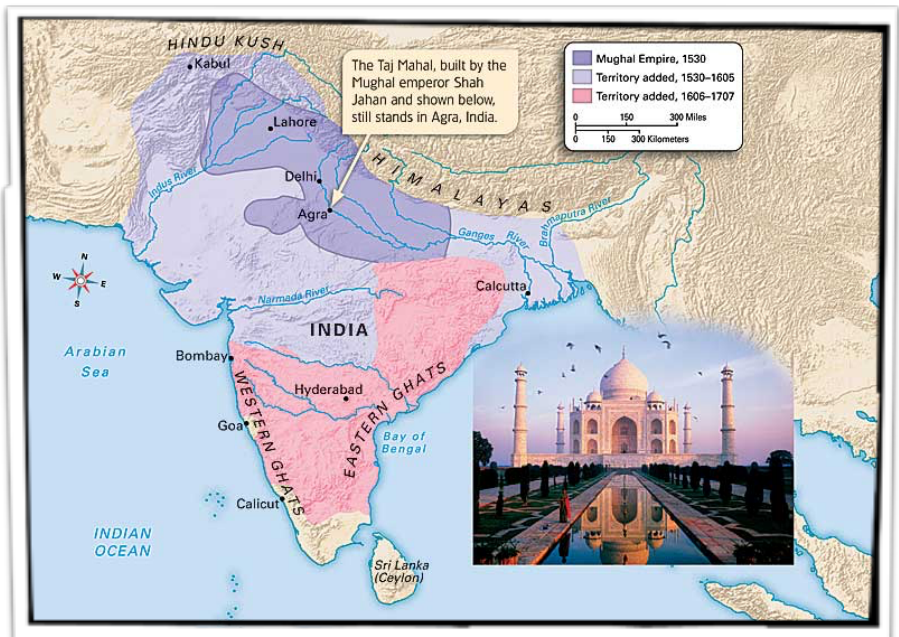 HINDU KUSH
Kabul
The Taj Mahal, built by the
Mughal emperor Shah
Jahan and shown below,
still stands in Agra, India.
Mughal Empire, 1530
Territory added, 1530–1605
Territory added, 1606–1707
0 150 300 Miles
0 150 300 Kilometers
Lahore
HIMALAYAS
Delhi
Indus River
Agra
Ganges River
Brahmaputra River
N
W E
S
Calcutta
Narmada River
INDIA
Arabian
Sea
Bombay
Hyderabad
WESTERN GHATS
EASTERN GHATS
Goa
Bay of
Bengal
Calicut
INDIAN
OCEAN
Sri Lanka
(Ceylon)